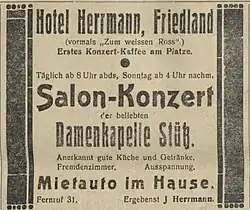 Hotel Herrmann, Friedland
(vormals „Zum weissen Ross“.)
Erstes Konzert-Kaffee am Platze.
Täglich ab 8 Uhr abds, Sonntag ab 4 Uhr nachm.
Salon-Konzert
der beliebten
Damenkapelle Stütz.
Anerkannt gute Küche und Getränke.
Fremdenzimmer. Ausspannung.
Mietauto im Hause.
Fernruf 31. Ergebenst J Herrmann.